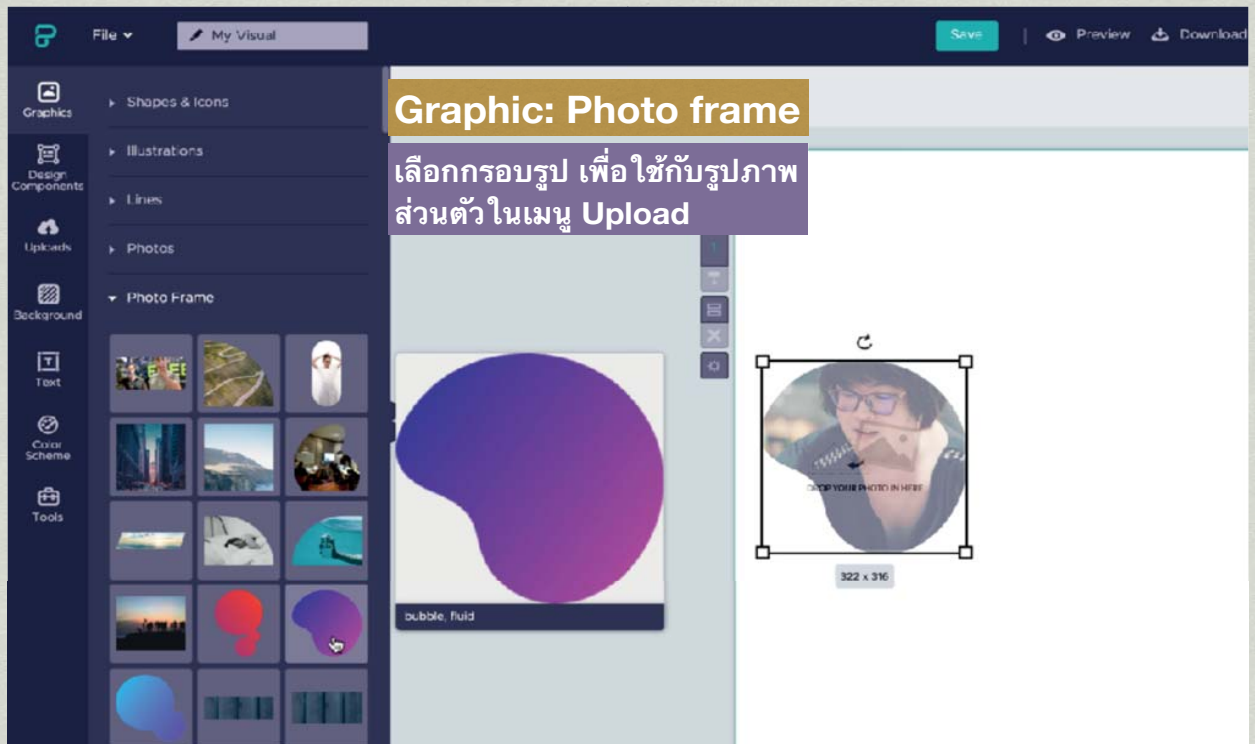 File
My Visual
Save
Preview
Download
Graphics
Design
Components
Uploads
Background
Text
Color
Scheme
Tools
Shapes & Icons
Illustrations
Lines
Photos
Photo Frame
Graphic: Photo frame
เลือกกรอบรูป เพื่อใช้กับรูปภาพ
ส่วนตัวในเมนู Upload
bubble, fluid
DROP YOUR PHOTO IN HERE
322 x 316